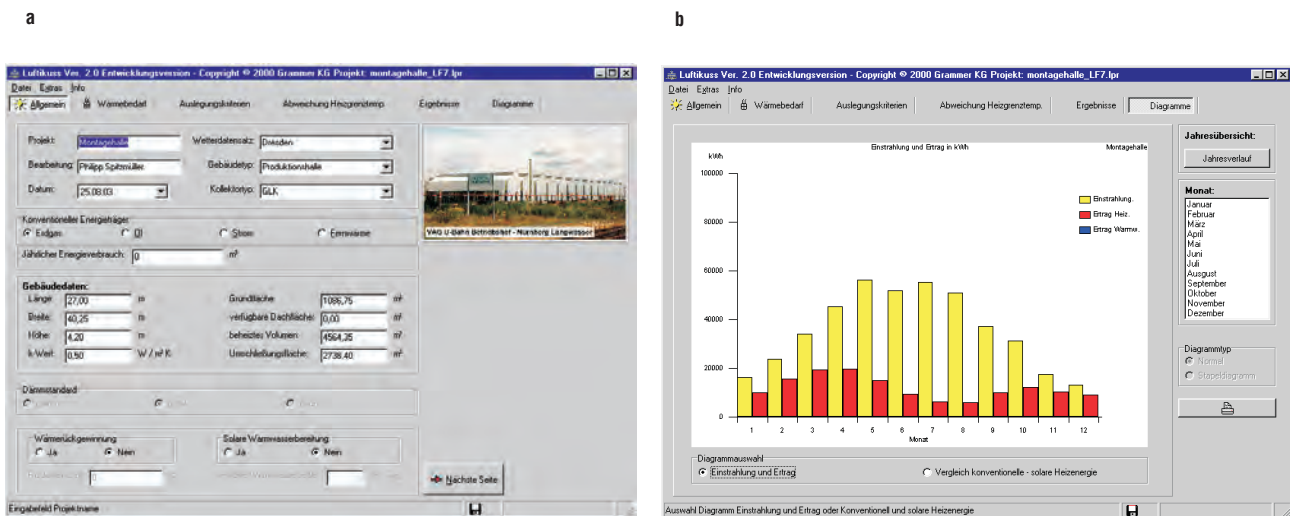 a
Luftikuss Ver. 2.0 Entwicklungsversion - Copyright © 2000 Grammer KG Projekt: montagehalle_LF7.lpr
Datei Extras Info
Allgemein Wärmebedarf Auslegungskriterien Abweichung Heizgrenztemp. Ergebnisse Diagramme
Projekt: Montagehalle Wetterdatensatz: Dresden
Bearbeitung: Philipp Spitzmüller Gebäudetyp: Produktionshalle
Datum: 25.08.03 Kollektortyp: GLK
VAG U-Bahn Betriebshof - Nürnberg Langwasser
Konventioneller Energieträger
Erdgas Öl Strom Fernwärme
Jährlicher Energieverbrauch: 0 m³
Gebäudedaten:
Länge: 27,00 m Grundfläche 1086,75 m²
Breite: 40,25 m verfügbare Dachfläche: 0,00 m²
Höhe: 4,20 m beheiztes Volumen: 4564,35 m³
k-Wert: 0,50 W / m² K Umschließungsfläche: 2738,40 m²
Dämmstandard
Wärmerückgewinnung Solare Warmwasserbereitung
Ja Nein Ja Nein
0
Nächste Seite
Eingabefeld Projektname
b
Luftikuss Ver. 2.0 Entwicklungsversion - Copyright © 2000 Grammer KG Projekt: montagehalle_LF7.lpr
Datei Extras Info
Allgemein Wärmebedarf Auslegungskriterien Abweichung Heizgrenztemp. Ergebnisse Diagramme
Einstrahlung und Ertrag in kWh Montagehalle
kWh
100000
80000
60000
40000
20000
0
1 2 3 4 5 6 7 8 9 10 11 12
Monat
Einstrahlung.
Ertrag Heiz.
Ertrag Warmw.
Diagrammauswahl
Einstrahlung und Ertrag Vergleich konventionelle - solare Heizenergie
Jahresübersicht:
Jahresverlauf
Monat:
Januar
Februar
März
April
Mai
Juni
Juli
Ausgust
September
Oktober
November
Dezember
Diagrammtyp
Normal
Stapeldiagramm
Auswahl Diagramm Einstrahlung und Ertrag oder Konventionell und solare Heizenergie